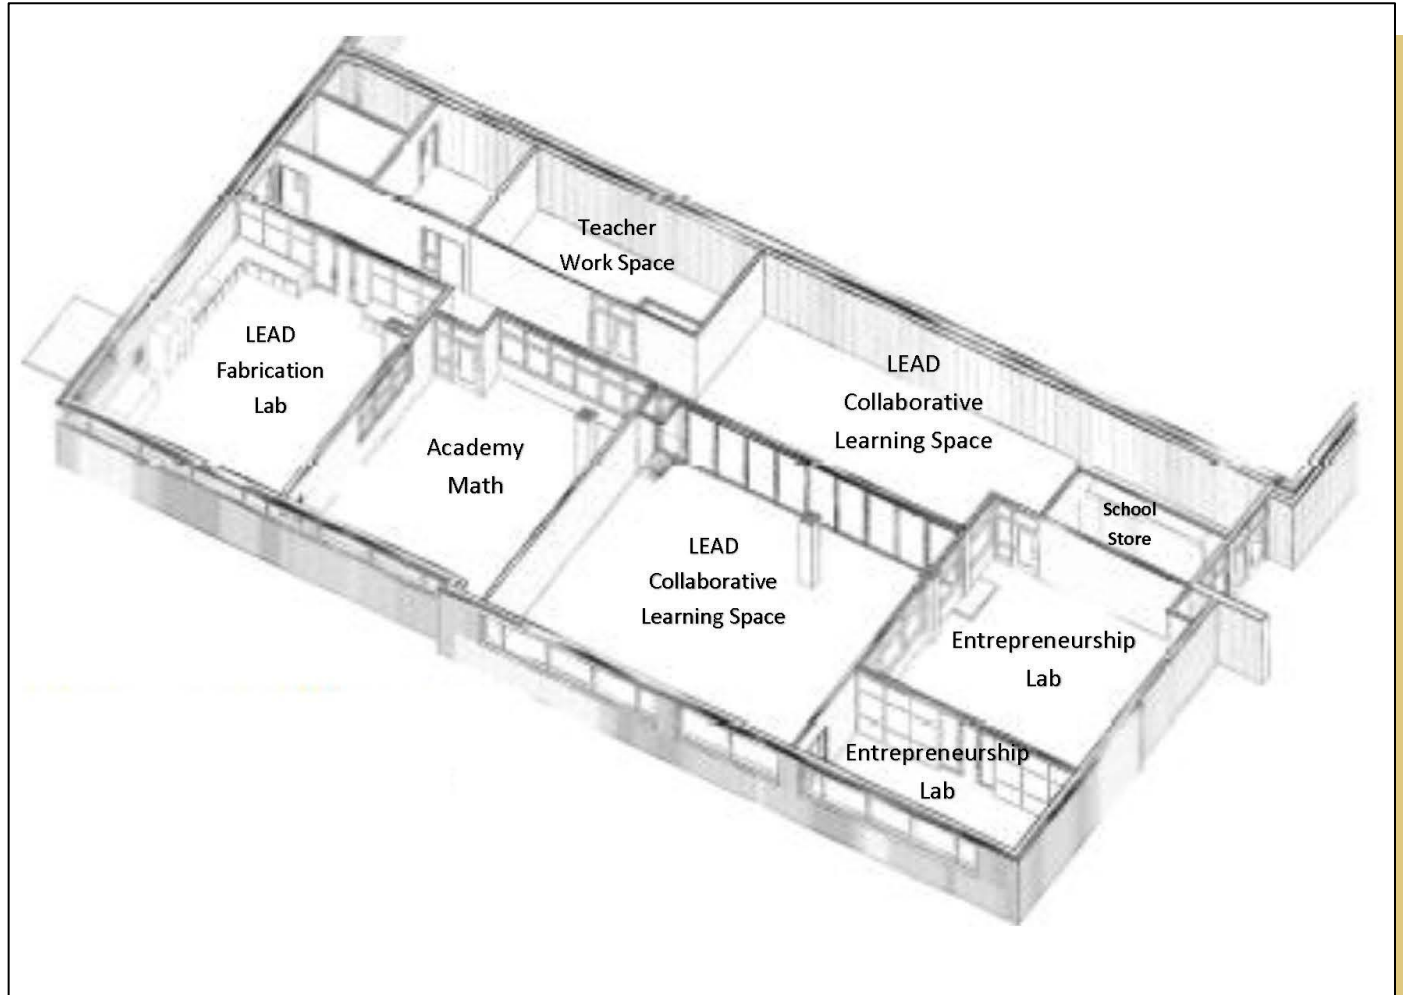 Teacher
Work Space
LEAD
Fabrication
Lab
LEAD
Collaborative
Learning Space
Academy
Math
School
Store
LEAD
Collaborative
Learning Space
Entrepreneurship
Lab
Entrepreneurship
Lab